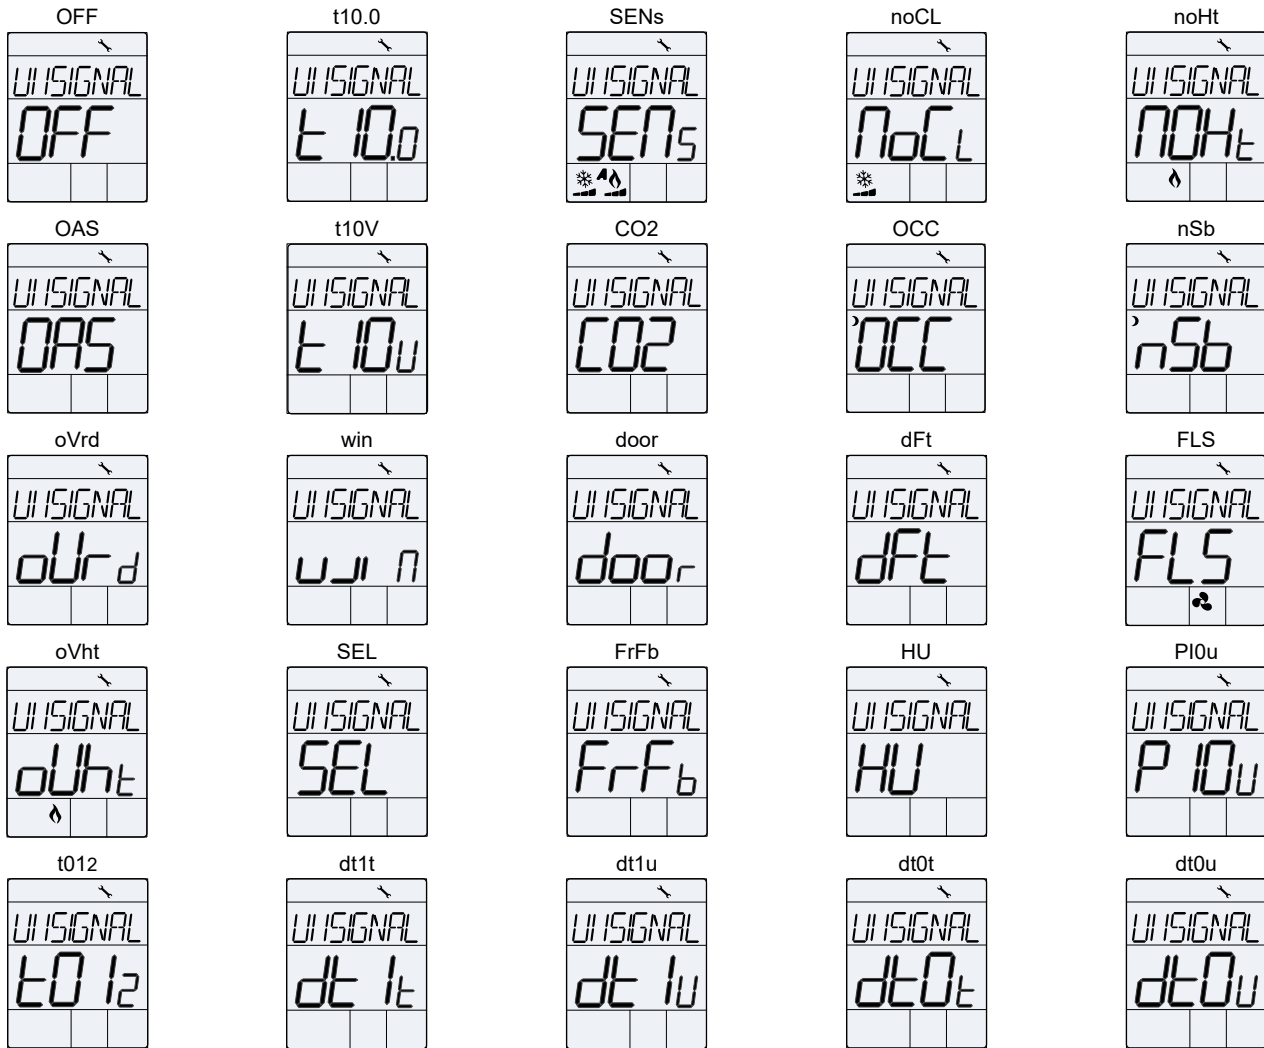 OFF t10.0 SENs noCL noHt
UI1SIGNAL UI1SIGNAL UI1SIGNAL UI1SIGNAL UI1SIGNAL
OFF t10.0 SENs noCL nOHt
OAS t10V CO2 OCC nSb
UI1SIGNAL UI1SIGNAL UI1SIGNAL UI1SIGNAL UI1SIGNAL
OAS t10u CO2 OCC nSb
oVrd win door dFt FLS
UI1SIGNAL UI1SIGNAL UI1SIGNAL UI1SIGNAL UI1SIGNAL
oUrd win door dFt FLS
oVht SEL FrFb HU PI0u
UI1SIGNAL UI1SIGNAL UI1SIGNAL UI1SIGNAL UI1SIGNAL
oUht SEL FrFb HU PI0u
t012 dt1t dt1u dt0t dt0u
UI1SIGNAL UI1SIGNAL UI1SIGNAL UI1SIGNAL UI1SIGNAL
t012 dt1t dt1u dt0t dt0u